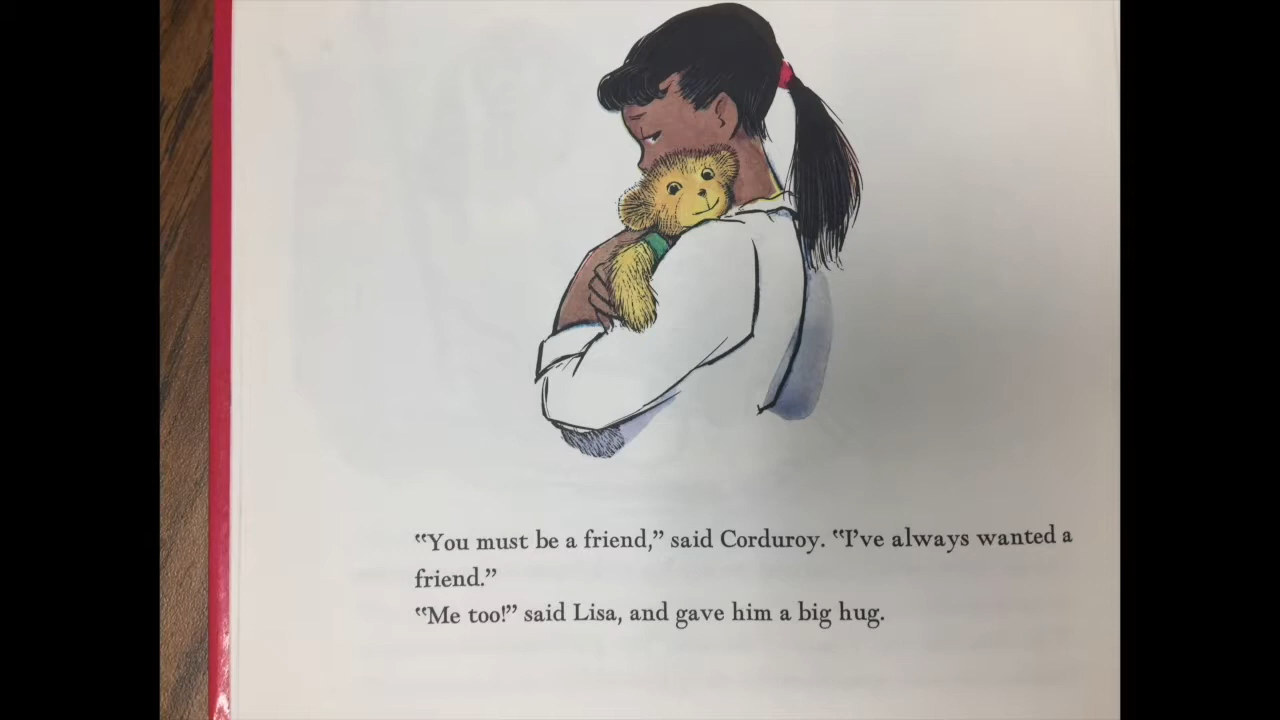 “You must be a friend,” said Corduroy. “I’ve always wanted a
friend.”
“Me too!” said Lisa, and gave him a big hug.